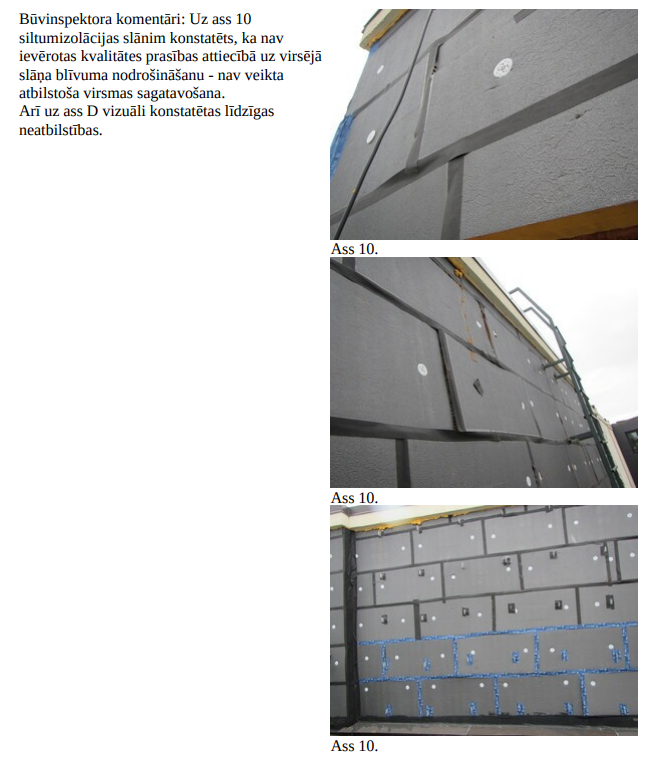 Būvinspektora komentāri: Uz ass 10
siltumizolācijas slānim konstatēts, ka nav
ievērotas kvalitātes prasības attiecībā uz virsējā
slāņa blīvuma nodrošināšanu - nav veikta
atbilstoša virsmas sagatavošana.
Arī uz ass D vizuāli konstatētas līdzīgas
neatbilstības.
Ass 10.
Ass 10.
Ass 10.